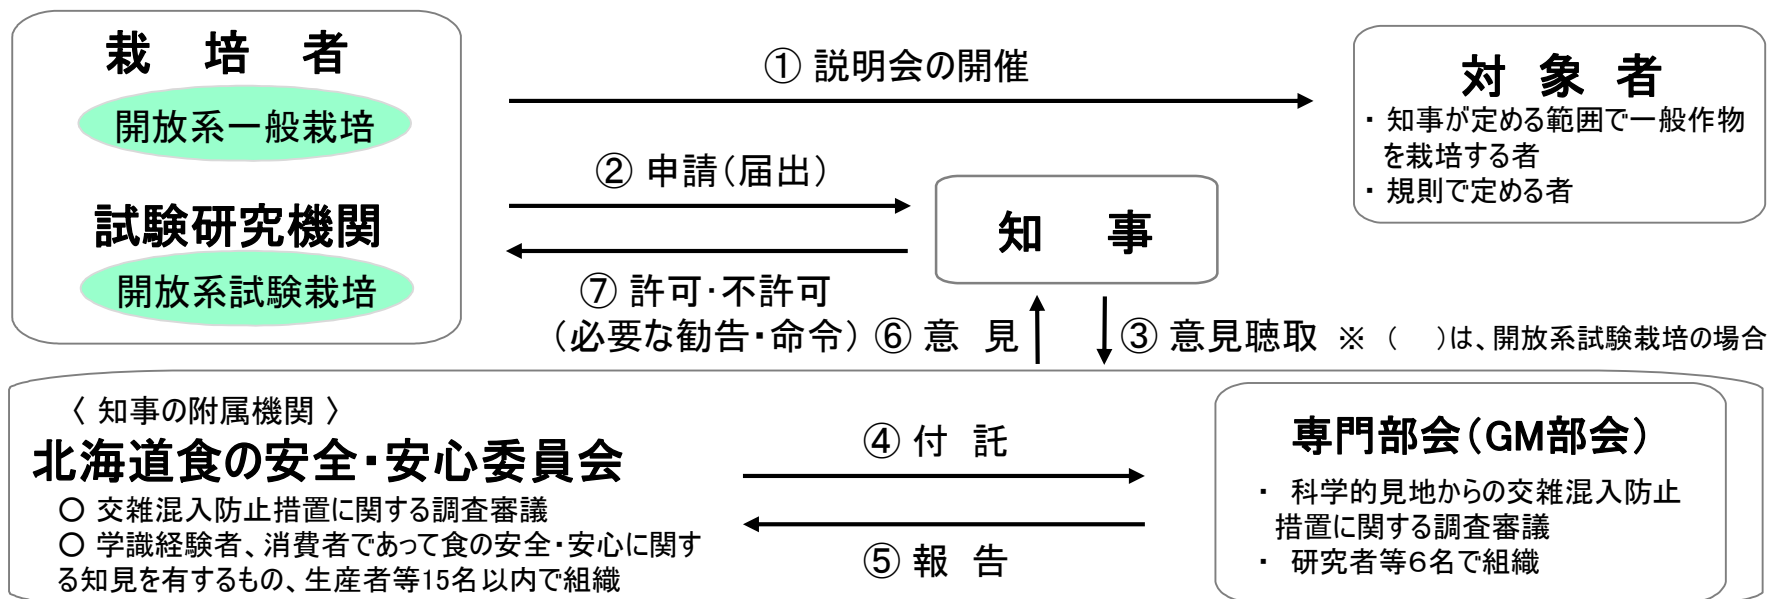 栽 培 者
開放系一般栽培
試験研究機関
開放系試験栽培
① 説明会の開催
対 象 者
・ 知事が定める範囲で一般作物
を栽培する者
・ 規則で定める者
② 申請（届出）
知 事
⑦ 許可・不許可
（必要な勧告・命令）
⑥ 意 見
③ 意見聴取
※ （　）は、開放系試験栽培の場合
〈 知事の附属機関 〉
北海道食の安全・安心委員会
○ 交雑混入防止措置に関する調査審議
○ 学識経験者、消費者であって食の安全・安心に関す
る知見を有するもの、生産者等15名以内で組織
④ 付 託
⑤ 報 告
専門部会（GM部会）
・ 科学的見地からの交雑混入防止
措置に関する調査審議
・ 研究者等６名で組織